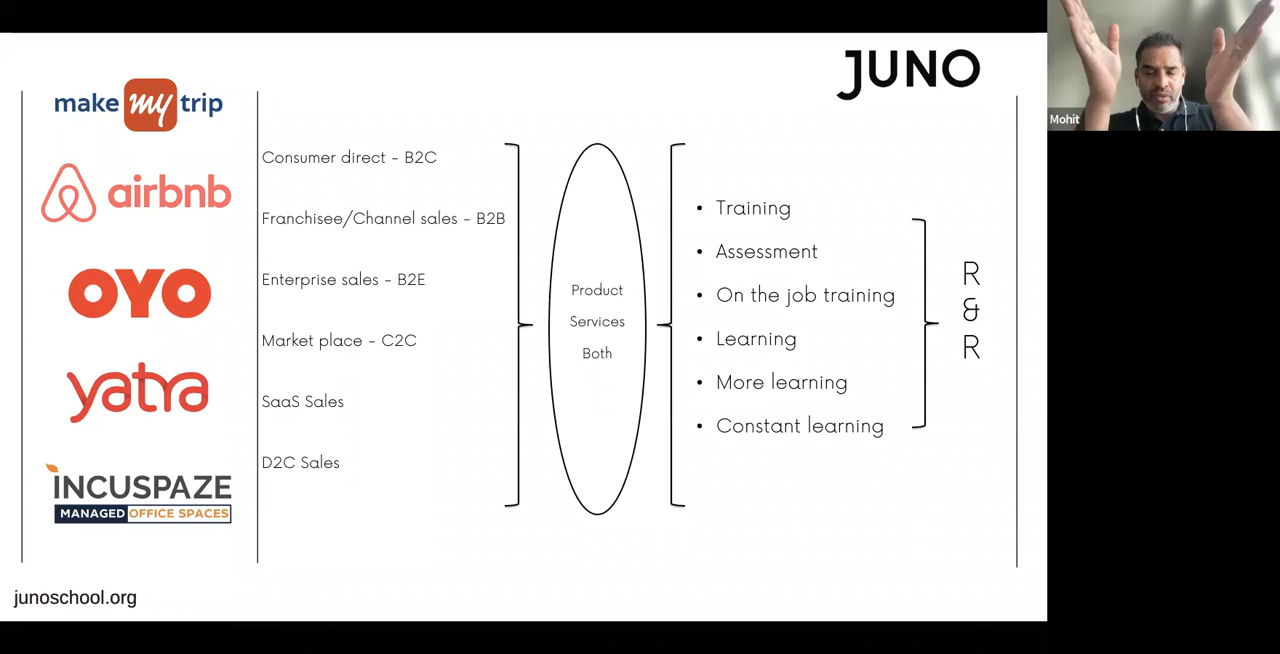 make my trip
airbnb
OYO
yatra
INCUSPAZE
MANAGED OFFICE SPACES
Consumer direct - B2C
Franchisee/Channel sales - B2B
Enterprise sales - B2E
Market place - C2C
SaaS Sales
D2C Sales
Product
Services
Both
JUNO
• Training
• Assessment
• On the job training
• Learning
• More learning
• Constant learning
R
&
R
Mohit
junoschool.org